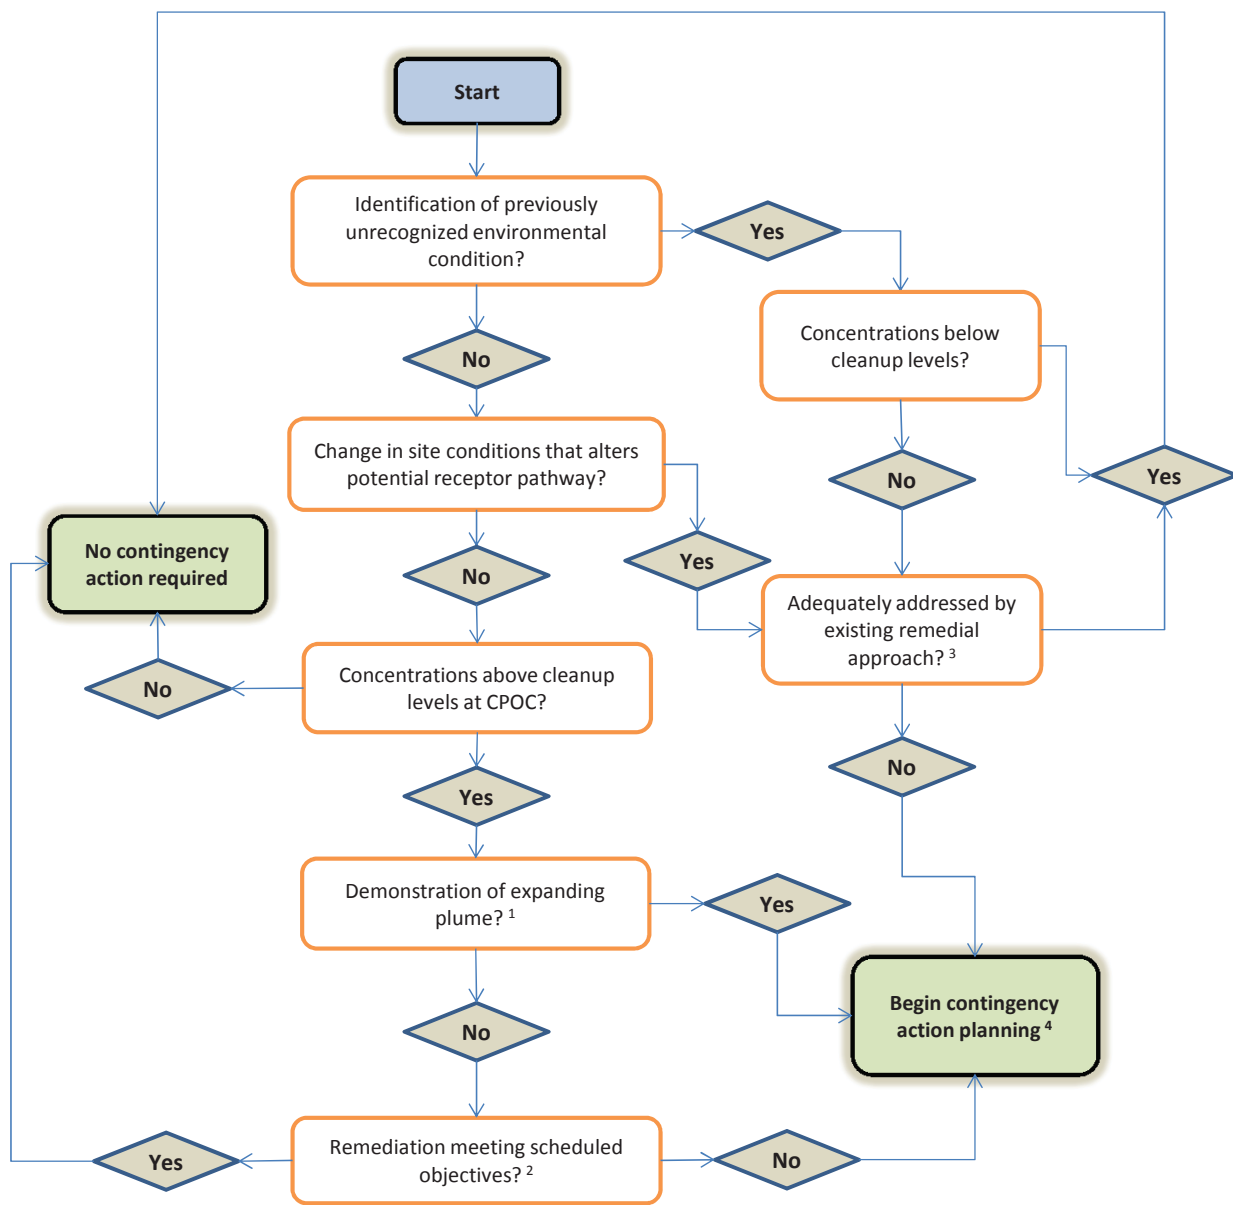 Start
Identification of previously
unrecognized environmental
condition?
Yes
No
Concentrations below
cleanup levels?
Change in site conditions that alters
potential receptor pathway?
No
Yes
No contingency
action required
No
Yes
Adequately addressed by
existing remedial
approach? 3
No
Concentrations above cleanup
levels at CPOC?
No
Yes
Demonstration of expanding
plume? 1
Yes
Begin contingency
action planning 4
No
Remediation meeting scheduled
objectives? 2
Yes
No